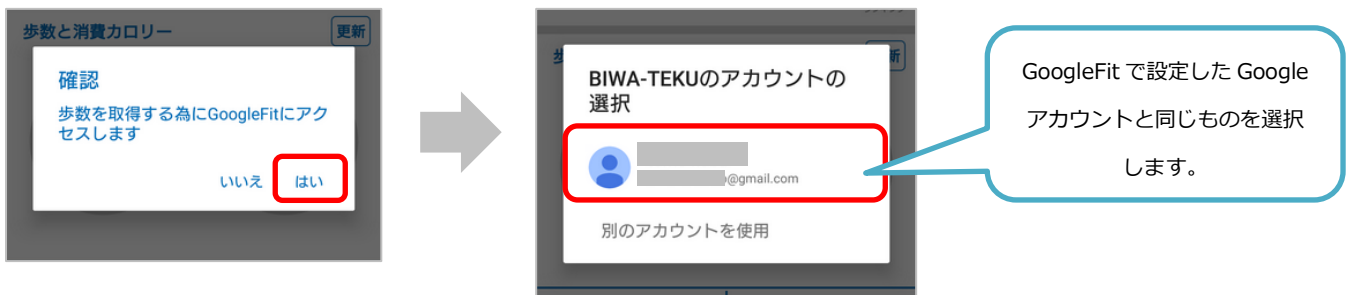 歩数と消費カロリー
更新
確認
歩数を取得する為にGoogleFitにアク
セスします
いいえ
はい
BIWA-TEKUのアカウントの
選択
@gmail.com
別のアカウントを使用
GoogleFit で設定した Google
アカウントと同じものを選択
します。